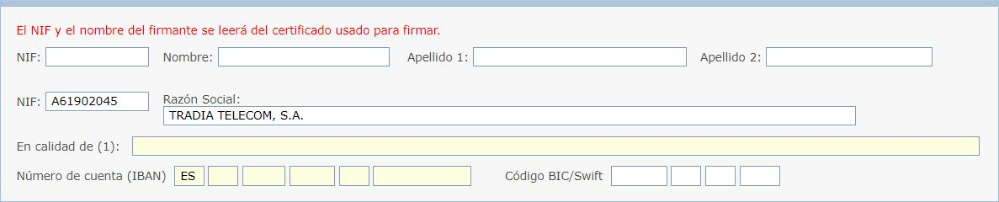 El NIF y el nombre del firmante se leerá del certificado usado para firmar.
NIF: Nombre: Apellido 1: Apellido 2:
NIF: A61902045 Razón Social:
TRADIA TELECOM, S.A.
En calidad de (1):
Número de cuenta (IBAN) ES Código BIC/Swift